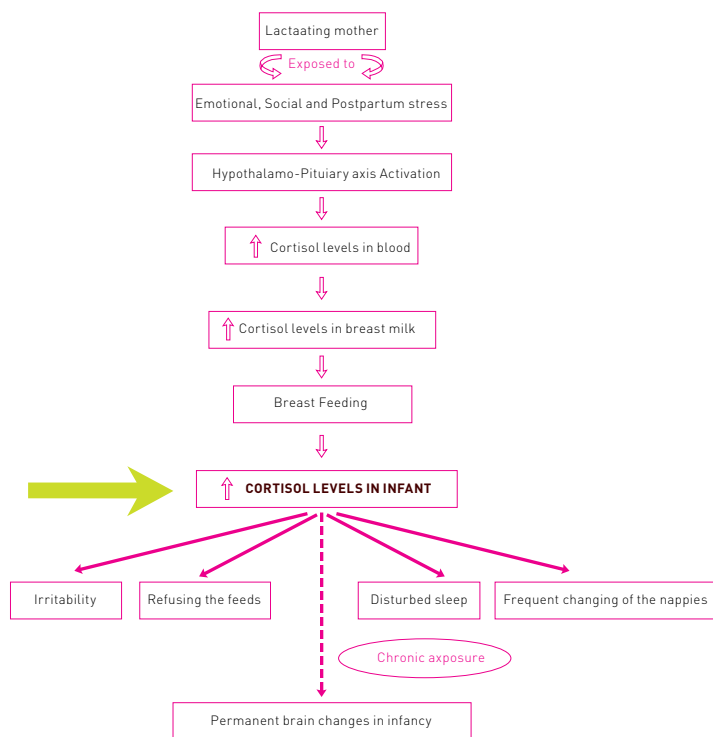 Lactaating mother
Exposed to
Emotional, Social and Postpartum stress
Hypothalamo-Pituiary axis Activation
Cortisol levels in blood
Cortisol levels in breast milk
Breast Feeding
CORTISOL LEVELS IN INFANT
Irritability
Refusing the feeds
Disturbed sleep
Frequent changing of the nappies
Chronic axposure
Permanent brain changes in infancy